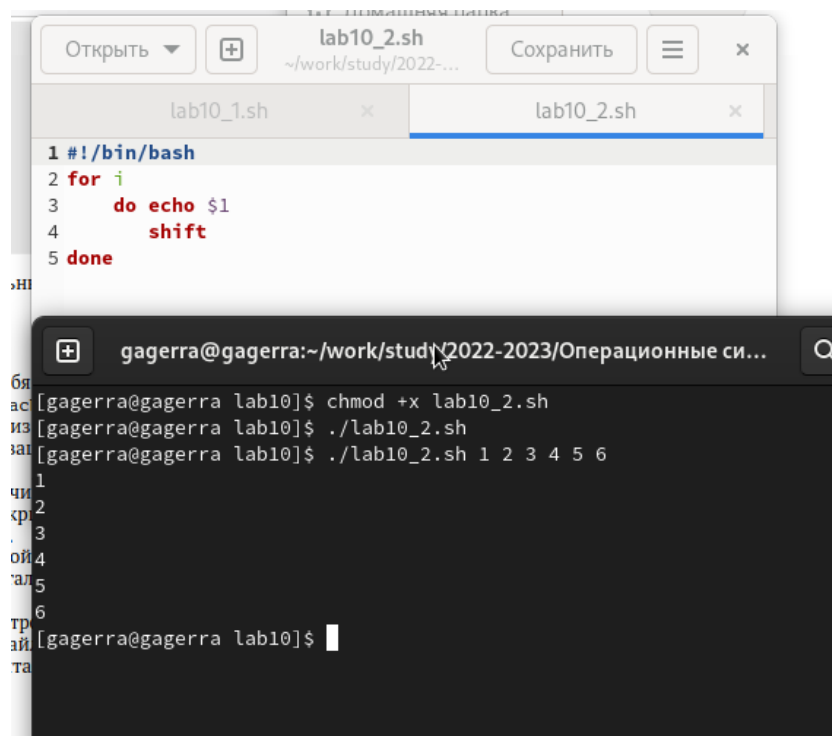 Домашняя папка
Открыть
lab10_2.sh
~/work/study/2022-...
Сохранить
lab10_1.sh
lab10_2.sh
1 #!/bin/bash
2 for i
3     do echo $1
4        shift
5 done
gagerra@gagerra:~/work/study/2022-2023/Операционные си...
[gagerra@gagerra lab10]$ chmod +x lab10_2.sh
[gagerra@gagerra lab10]$ ./lab10_2.sh
[gagerra@gagerra lab10]$ ./lab10_2.sh 1 2 3 4 5 6
1
2
3
4
5
6
[gagerra@gagerra lab10]$